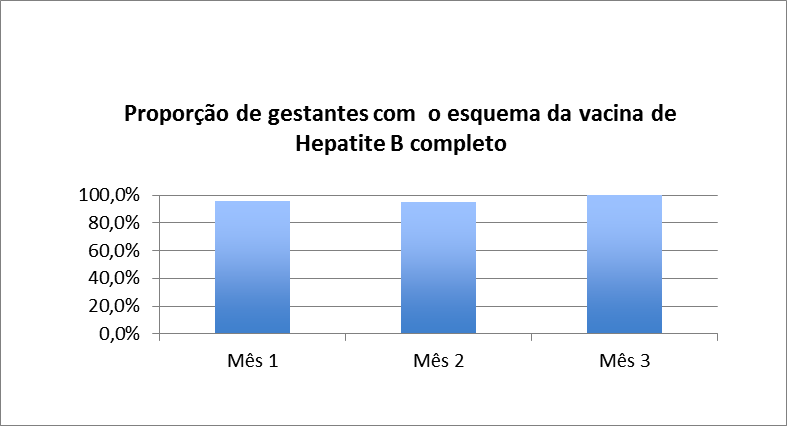 Proporção de gestantes com  o esquema da vacina de
Hepatite B completo
100,0%
80,0%
60,0%
40,0%
20,0%
0,0%
Mês 1
Mês 2
Mês 3